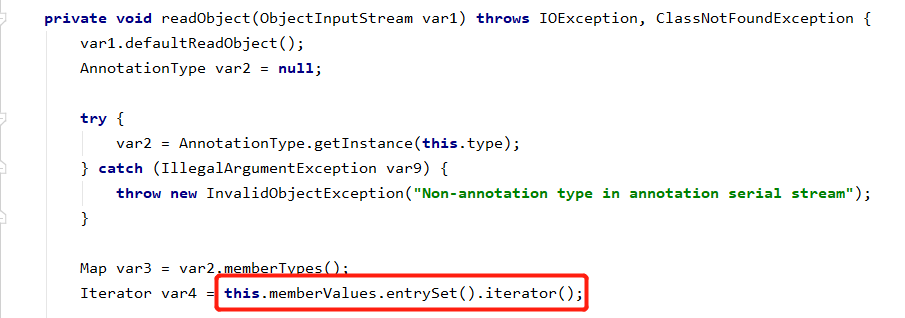 private void readObject(ObjectInputStream var1) throws IOException, ClassNotFoundException {
var1.defaultReadObject();
AnnotationType var2 = null;
try {
var2 = AnnotationType.getInstance(this.type);
} catch (IllegalArgumentException var9) {
throw new InvalidObjectException("Non-annotation type in annotation serial stream");
}
Map var3 = var2.memberTypes();
Iterator var4 = this.memberValues.entrySet().iterator();